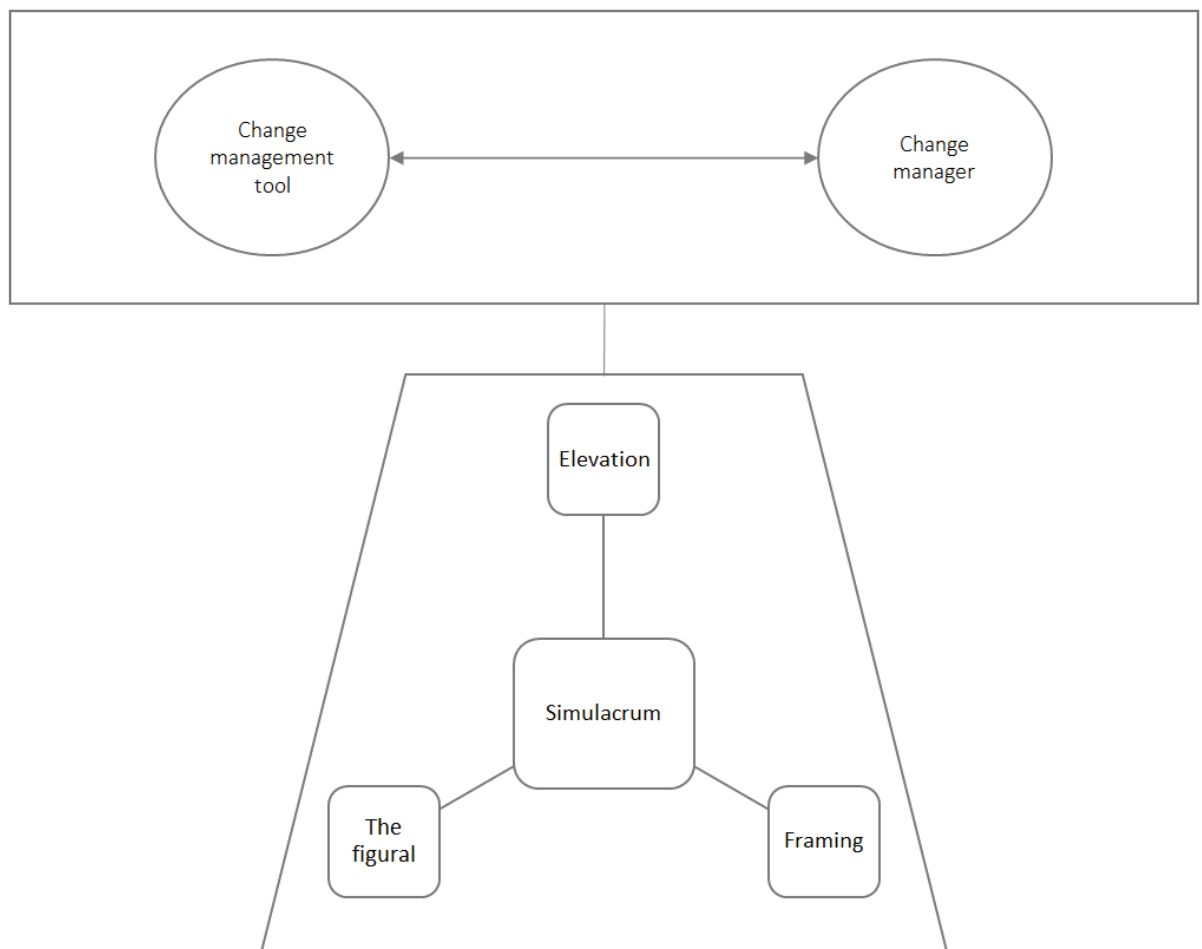 Change
management
tool
Change
manager
Elevation
Simulacrum
The
figural
Framing